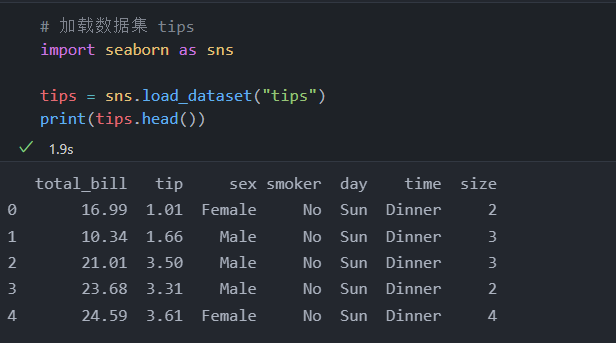 # 加载数据集 tips
import seaborn as sns
tips = sns.load_dataset("tips")
print(tips.head())
1.9s
total_bill tip sex smoker day time size
0 16.99 1.01 Female No Sun Dinner 2
1 10.34 1.66 Male No Sun Dinner 3
2 21.01 3.50 Male No Sun Dinner 3
3 23.68 3.31 Male No Sun Dinner 2
4 24.59 3.61 Female No Sun Dinner 4